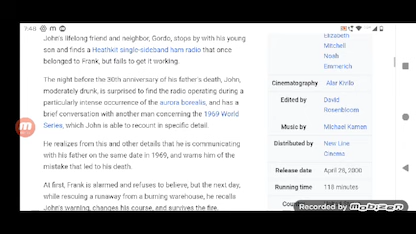 7:48
John's lifelong friend and neighbor, Gordo, stops by with his young
son and finds a Heathkit single-sideband ham radio that once
belonged to Frank, but fails to get it working.
The night before the 30th anniversary of his father's death, John,
moderately drunk, is surprised to find the radio operating during a
particularly intense occurrence of the aurora borealis, and has a
brief conversation with another man concerning the 1969 World
Series, which John is able to recount in specific detail.
He realizes from this and other details that he is communicating
with his father on the same date in 1969, and warns him of the
mistake that led to his death.
At first, Frank is alarmed and refuses to believe, but the next day,
while rescuing a runaway from a burning warehouse, he recalls
John's warning, changes his course, and survives the fire.
Elizabeth
Mitchell
Noah
Emmerich
Cinematography Alar Kivilo
Edited by David
Rosenbloom
Music by Michael Kamen
Distributed by New Line
Cinema
Release date April 28, 2000
Running time 118 minutes
Recorded by Mobizen